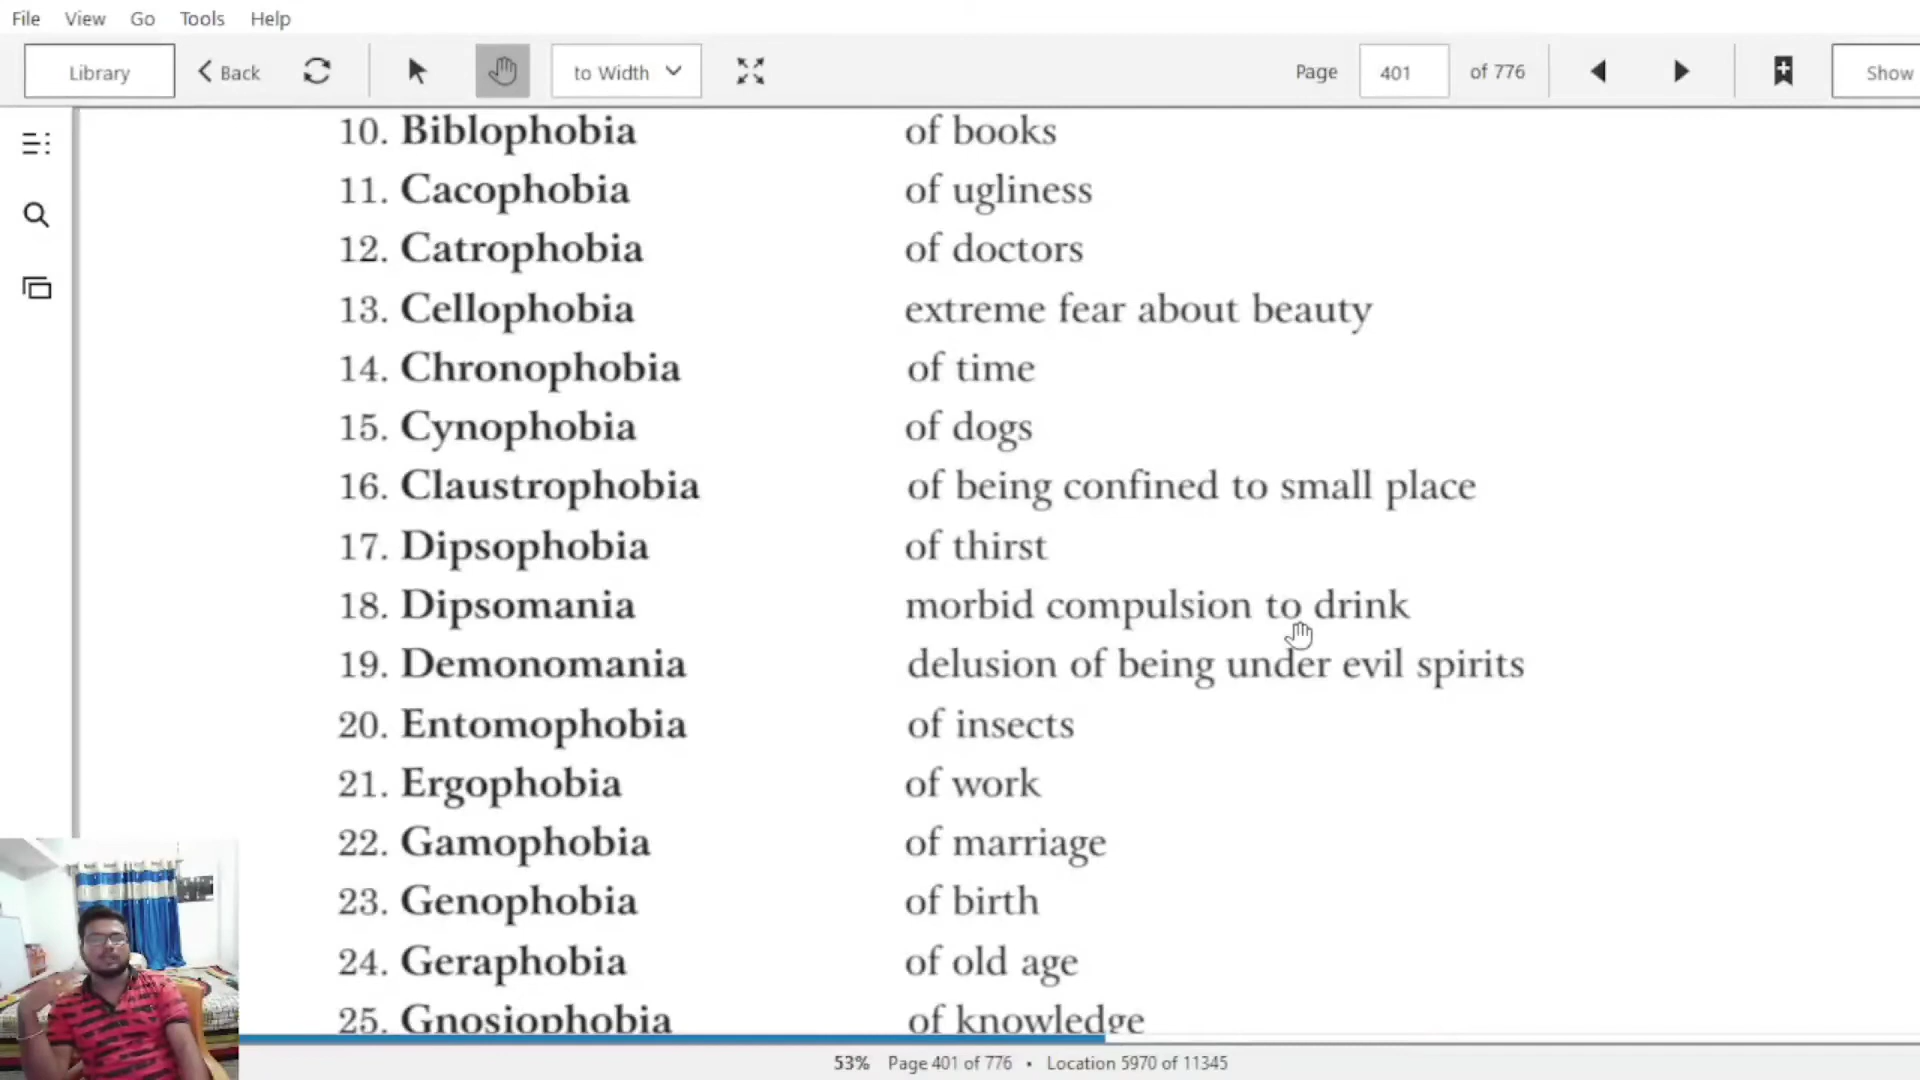 File View Go Tools Help
Library Back to Width Page 401 of 776 Show
10. Biblophobia of books
11. Cacophobia of ugliness
12. Catrophobia of doctors
13. Cellophobia extreme fear about beauty
14. Chronophobia of time
15. Cynophobia of dogs
16. Claustrophobia of being confined to small place
17. Dipsophobia of thirst
18. Dipsomania morbid compulsion to drink
19. Demonomania delusion of being under evil spirits
20. Entomophobia of insects
21. Ergophobia of work
22. Gamophobia of marriage
23. Genophobia of birth
24. Geraphobia of old age
25. Gnosiophobia of knowledge
53% Page 401 of 776 • Location 5970 of 11345